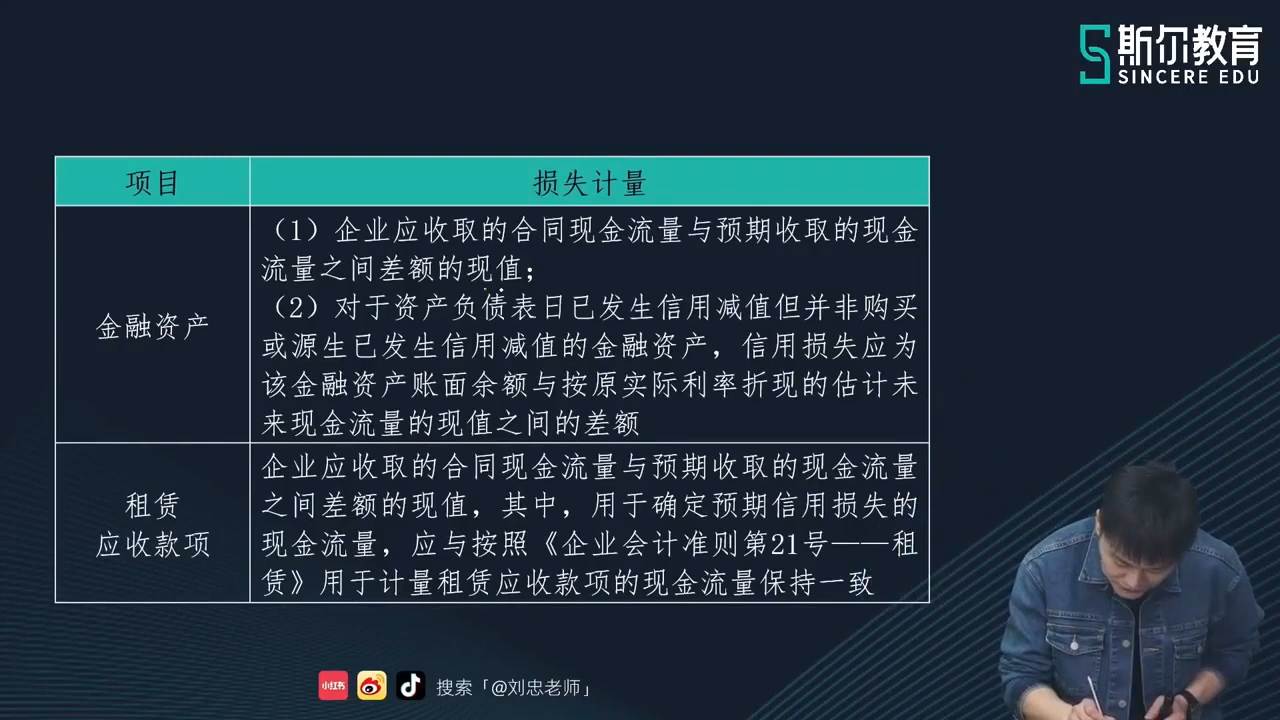 斯尔教育
SINCERE EDU
项目
损失计量
金融资产
（1）企业应收取的合同现金流量与预期收取的现金
流量之间差额的现值；
（2）对于资产负债表日已发生信用减值但并非购买
或源生已发生信用减值的金融资产，信用损失应为
该金融资产账面余额与按原实际利率折现的估计未
来现金流量的现值之间的差额
租赁
应收款项
企业应收取的合同现金流量与预期收取的现金流量
之间差额的现值，其中，用于确定预期信用损失的
现金流量，应与按照《企业会计准则第21号——租
赁》用于计量租赁应收款项的现金流量保持一致
小红书
搜索「@刘忠老师」